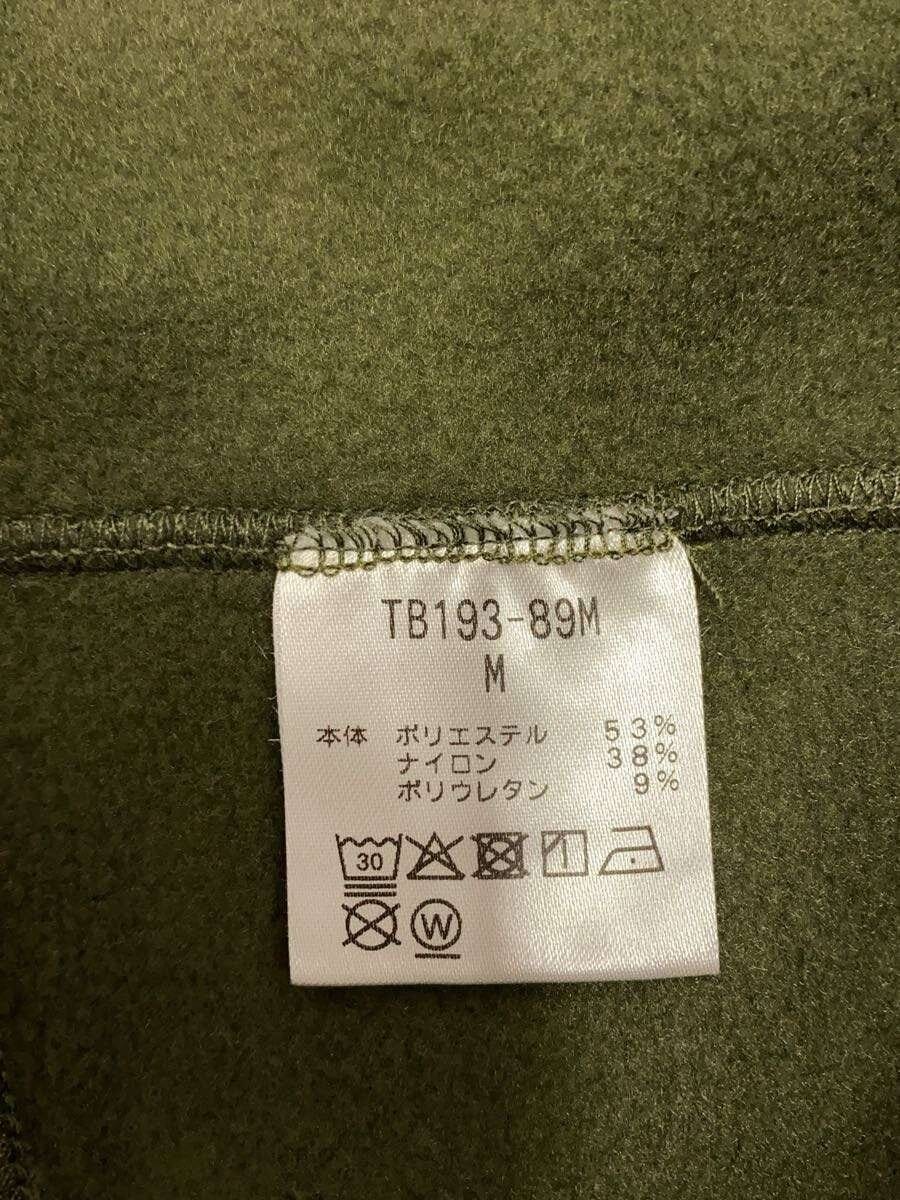 TB193-89M
M
本体 ポリエステル 53%
ナイロン 38%
ポリウレタン 9%
30
W